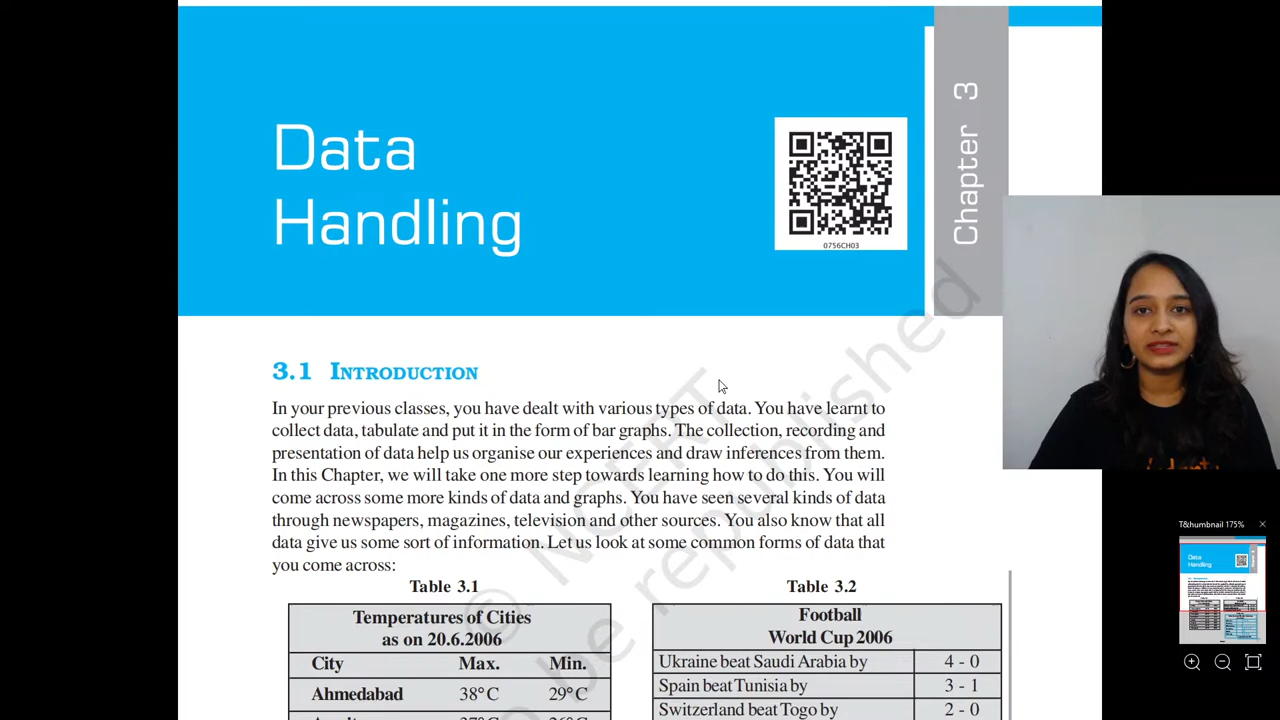 Data
Handling
0756CH03
Chapter 3
3.1 INTRODUCTION
In your previous classes, you have dealt with various types of data. You have learnt to
collect data, tabulate and put it in the form of bar graphs. The collection, recording and
presentation of data help us organise our experiences and draw inferences from them.
In this Chapter, we will take one more step towards learning how to do this. You will
come across some more kinds of data and graphs. You have seen several kinds of data
through newspapers, magazines, television and other sources. You also know that all
data give us some sort of information. Let us look at some common forms of data that
you come across:
Table 3.1
Temperatures of Cities
as on 20.6.2006
City Max. Min.
Ahmedabad 38° C 29° C
Table 3.2
Football
World Cup 2006
Ukraine beat Saudi Arabia by 4 - 0
Spain beat Tunisia by 3 - 1
Switzerland beat Togo by 2 - 0
© NCERT
be republished
T&humbnail 175%
Data
Handling